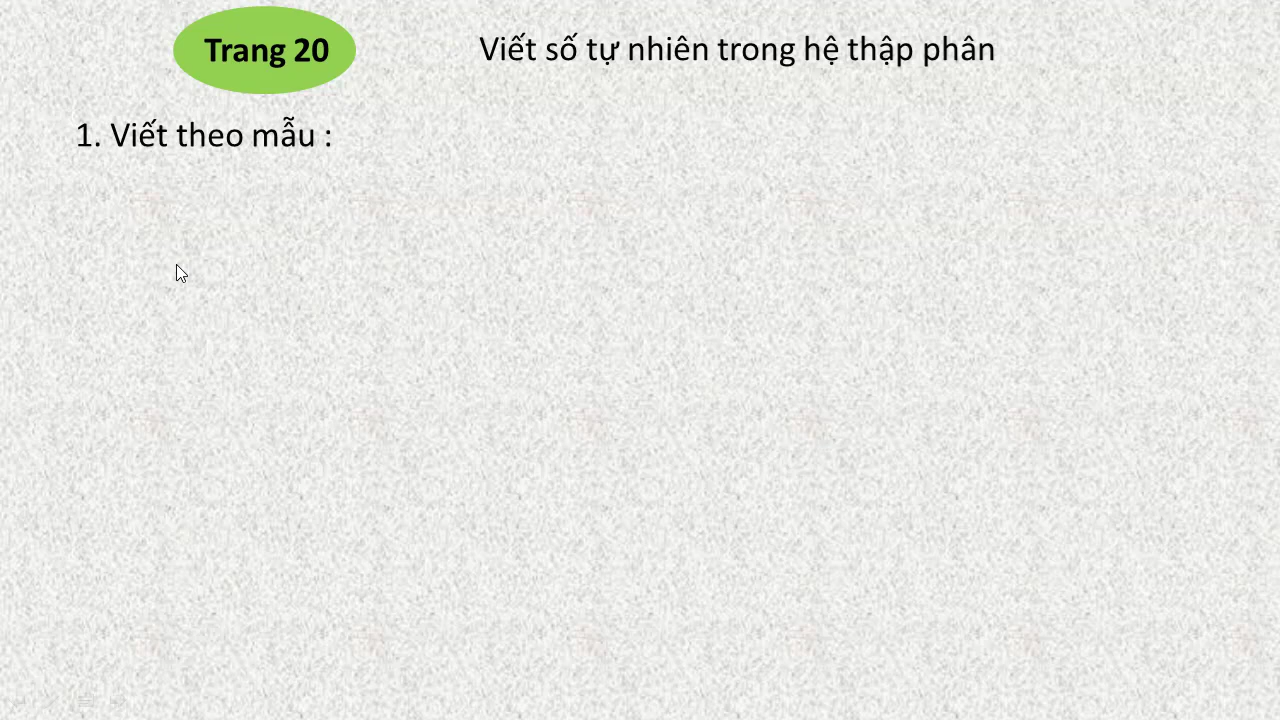 Trang 20
Viết số tự nhiên trong hệ thập phân
1. Viết theo mẫu :